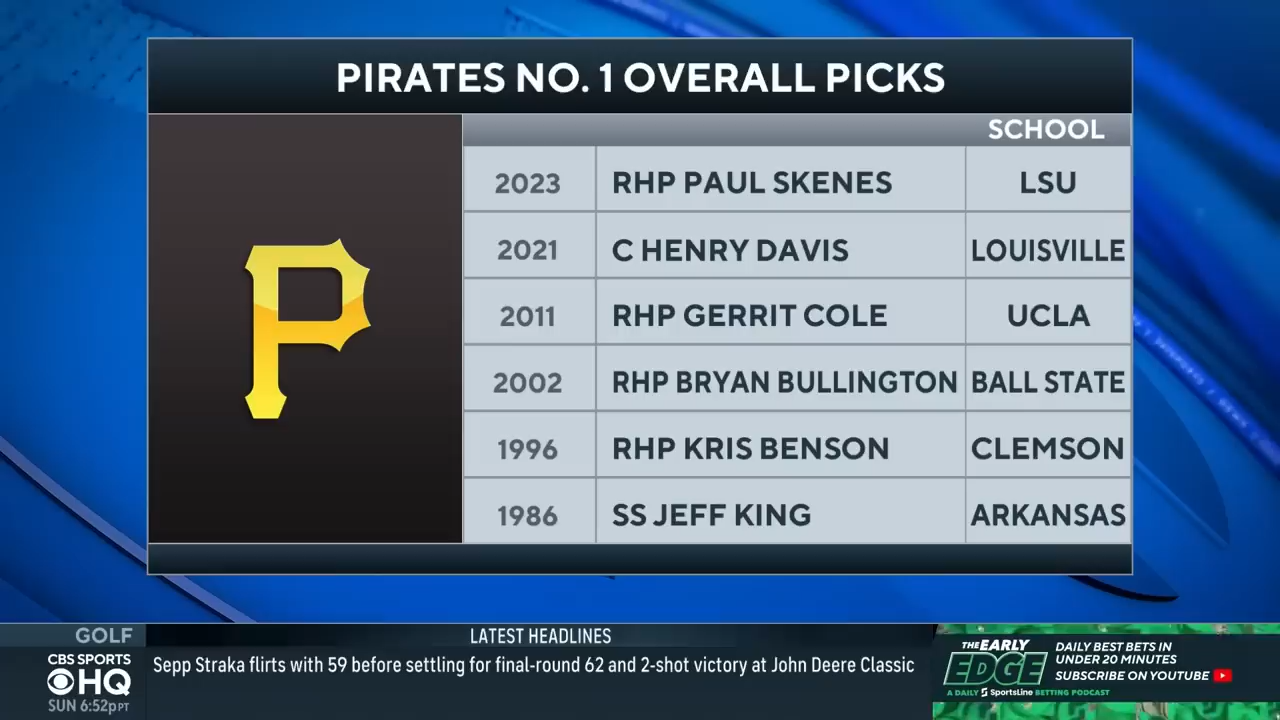 PIRATES NO. 1 OVERALL PICKS
SCHOOL
2023 RHP PAUL SKENES LSU
2021 C HENRY DAVIS LOUISVILLE
2011 RHP GERRIT COLE UCLA
2002 RHP BRYAN BULLINGTON BALL STATE
1996 RHP KRIS BENSON CLEMSON
1986 SS JEFF KING ARKANSAS
P
GOLF
LATEST HEADLINES
CBS SPORTS
HQ
SUN 6:52pPT
Sepp Straka flirts with 59 before settling for final-round 62 and 2-shot victory at John Deere Classic
THE EARLY
EDGE
A DAILY SportsLine BETTING PODCAST
DAILY BEST BETS IN
UNDER 20 MINUTES
SUBSCRIBE ON YOUTUBE